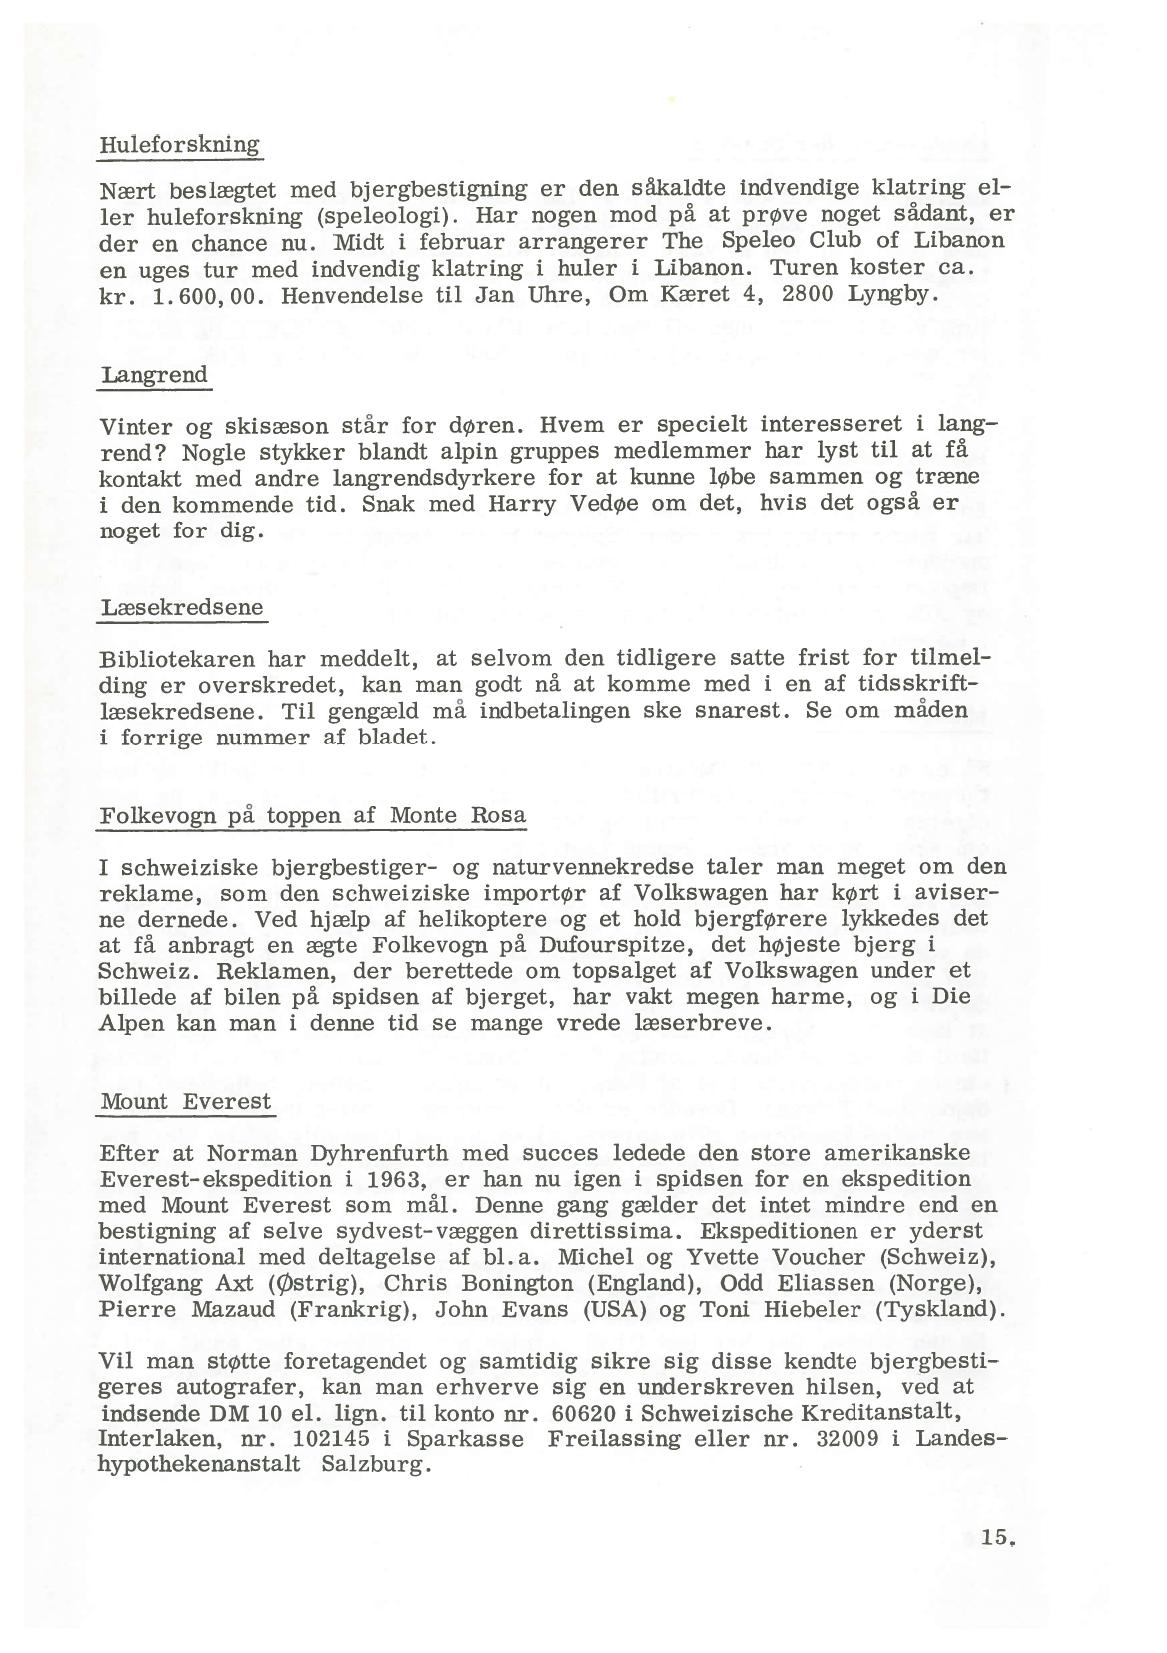 Huleforskning
Nært beslægtet med bjergbestigning er den såkaldte indvendige klatring el-
ler huleforskning (speleologi). Har nogen mod på at prøve noget sådant, er
der en chance nu. Midt i februar arrangerer The Speleo Club of Libanon
en uges tur med indvendig klatring i huler i Libanon. Turen koster ca.
kr. 1.600,00. Henvendelse til Jan Uhre, Om Kæret 4, 2800 Lyngby.
Langrend
Vinter og skisæson står for døren. Hvem er specielt interesseret i lang-
rend? Nogle stykker blandt alpin gruppes medlemmer har lyst til at få
kontakt med andre langrendsdyrkere for at kunne løbe sammen og træne
i den kommende tid. Snak med Harry Vedøe om det, hvis det også er
noget for dig.
Læsekredsene
Bibliotekaren har meddelt, at selvom den tidligere satte frist for tilmel-
ding er overskredet, kan man godt nå at komme med i en af tidsskrift-
læsekredsene. Til gengæld må indbetalingen ske snarest. Se om måden
i forrige nummer af bladet.
Folkevogn på toppen af Monte Rosa
I schweiziske bjergbestiger- og naturvennekredse taler man meget om den
reklame, som den schweiziske importør af Volkswagen har kørt i aviser-
ne dernede. Ved hjælp af helikoptere og et hold bjergførere lykkedes det
at få anbragt en ægte Folkevogn på Dufourspitze, det højeste bjerg i
Schweiz. Reklamen, der berettede om topsalget af Volkswagen under et
billede af bilen på spidsen af bjerget, har vakt megen harme, og i Die
Alpen kan man i denne tid se mange vrede læserbreve.
Mount Everest
Efter at Norman Dyhrenfurth med succes ledede den store amerikanske
Everest-ekspedition i 1963, er han nu igen i spidsen for en ekspedition
med Mount Everest som mål. Denne gang gælder det intet mindre end en
bestigning af selve sydvest-væggen direttissima. Ekspeditionen er yderst
international med deltagelse af bl.a. Michel og Yvette Voucher (Schweiz),
Wolfgang Axt (Østrig), Chris Bonington (England), Odd Eliassen (Norge),
Pierre Mazaud (Frankrig), John Evans (USA) og Toni Hiebeler (Tyskland).
Vil man støtte foretagendet og samtidig sikre sig disse kendte bjergbesti-
geres autografer, kan man erhverve sig en underskreven hilsen, ved at
indsende DM 10 el. lign. til konto nr. 60620 i Schweizische Kreditanstalt,
Interlaken, nr. 102145 i Sparkasse Freilassing eller nr. 32009 i Landes-
hypothekenanstalt Salzburg.
15.